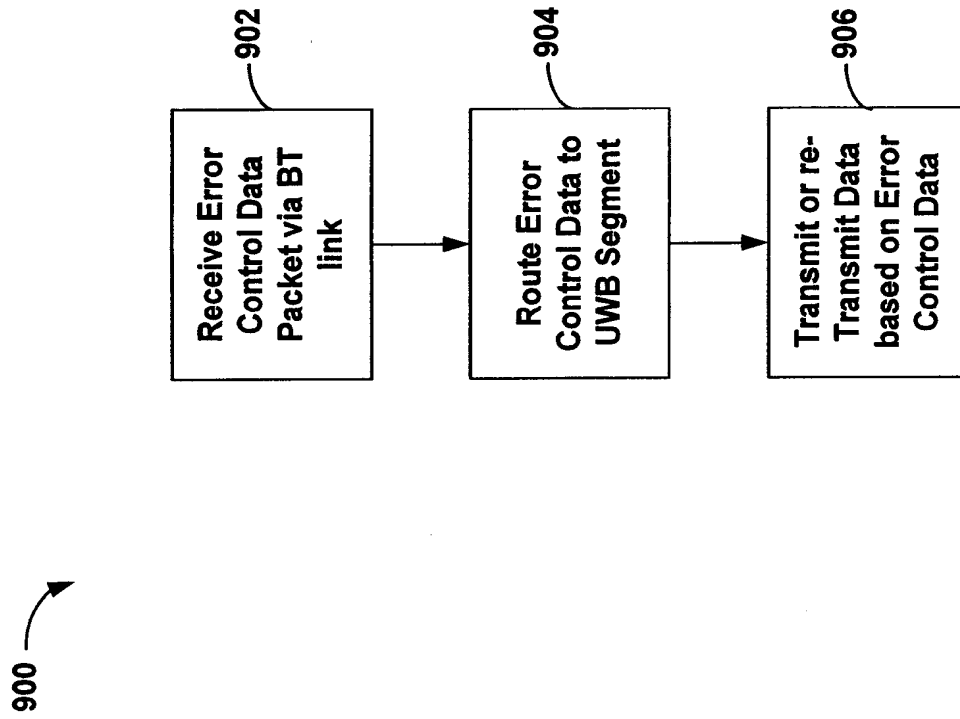 900
902
Receive Error
Control Data
Packet via BT
link
904
Route Error
Control Data to
UWB Segment
906
Transmit or re-
Transmit Data
based on Error
Control Data